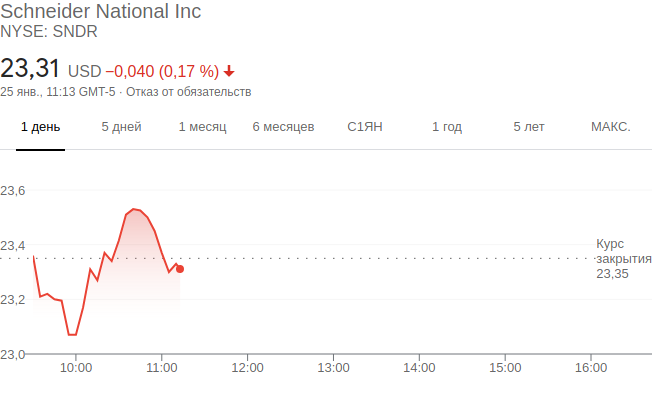 Schneider National Inc
NYSE: SNDR
23,31 USD −0,040 (0,17 %)
25 янв., 11:13 GMT-5 · Отказ от обязательств
1 день 5 дней 1 месяц 6 месяцев С1ЯН 1 год 5 лет МАКС.
23,6
23,4
Курс
закрытия
23,35
23,2
23,0
10:00 11:00 12:00 13:00 14:00 15:00 16:00